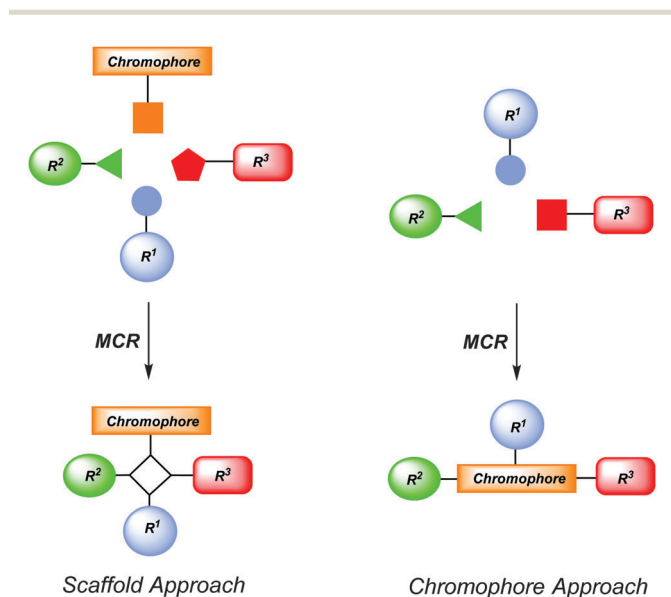 Chromophore
R1
R2
R3
R2
R3
R1
MCR
MCR
Chromophore
R1
R2
R3
R2
Chromophore
R3
R1
Scaffold Approach
Chromophore Approach